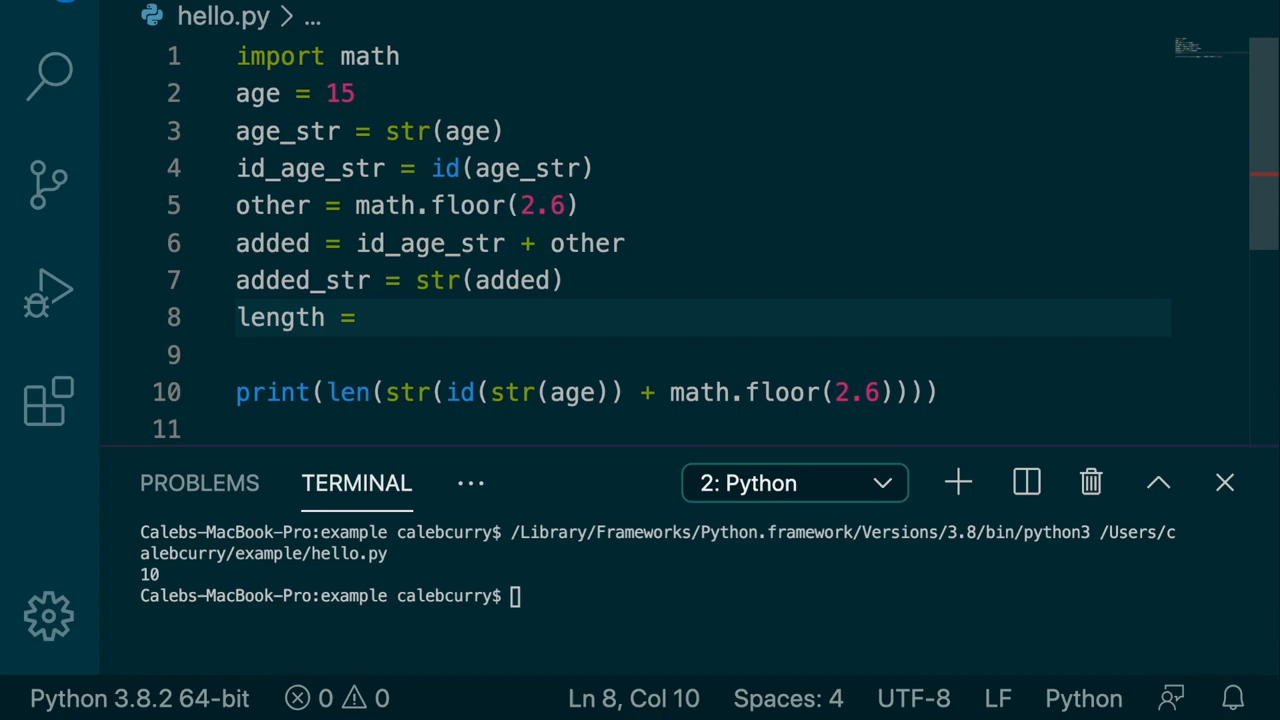 hello.py > ...
1 import math
2 age = 15
3 age_str = str(age)
4 id_age_str = id(age_str)
5 other = math.floor(2.6)
6 added = id_age_str + other
7 added_str = str(added)
8 length =
9
10 print(len(str(id(str(age)) + math.floor(2.6))))
11
PROBLEMS TERMINAL ... 2: Python
Calebs-MacBook-Pro:example calebcurry$ /Library/Frameworks/Python.framework/Versions/3.8/bin/python3 /Users/c
alebcurry/example/hello.py
10
Calebs-MacBook-Pro:example calebcurry$
Python 3.8.2 64-bit 0 0 Ln 8, Col 10 Spaces: 4 UTF-8 LF Python